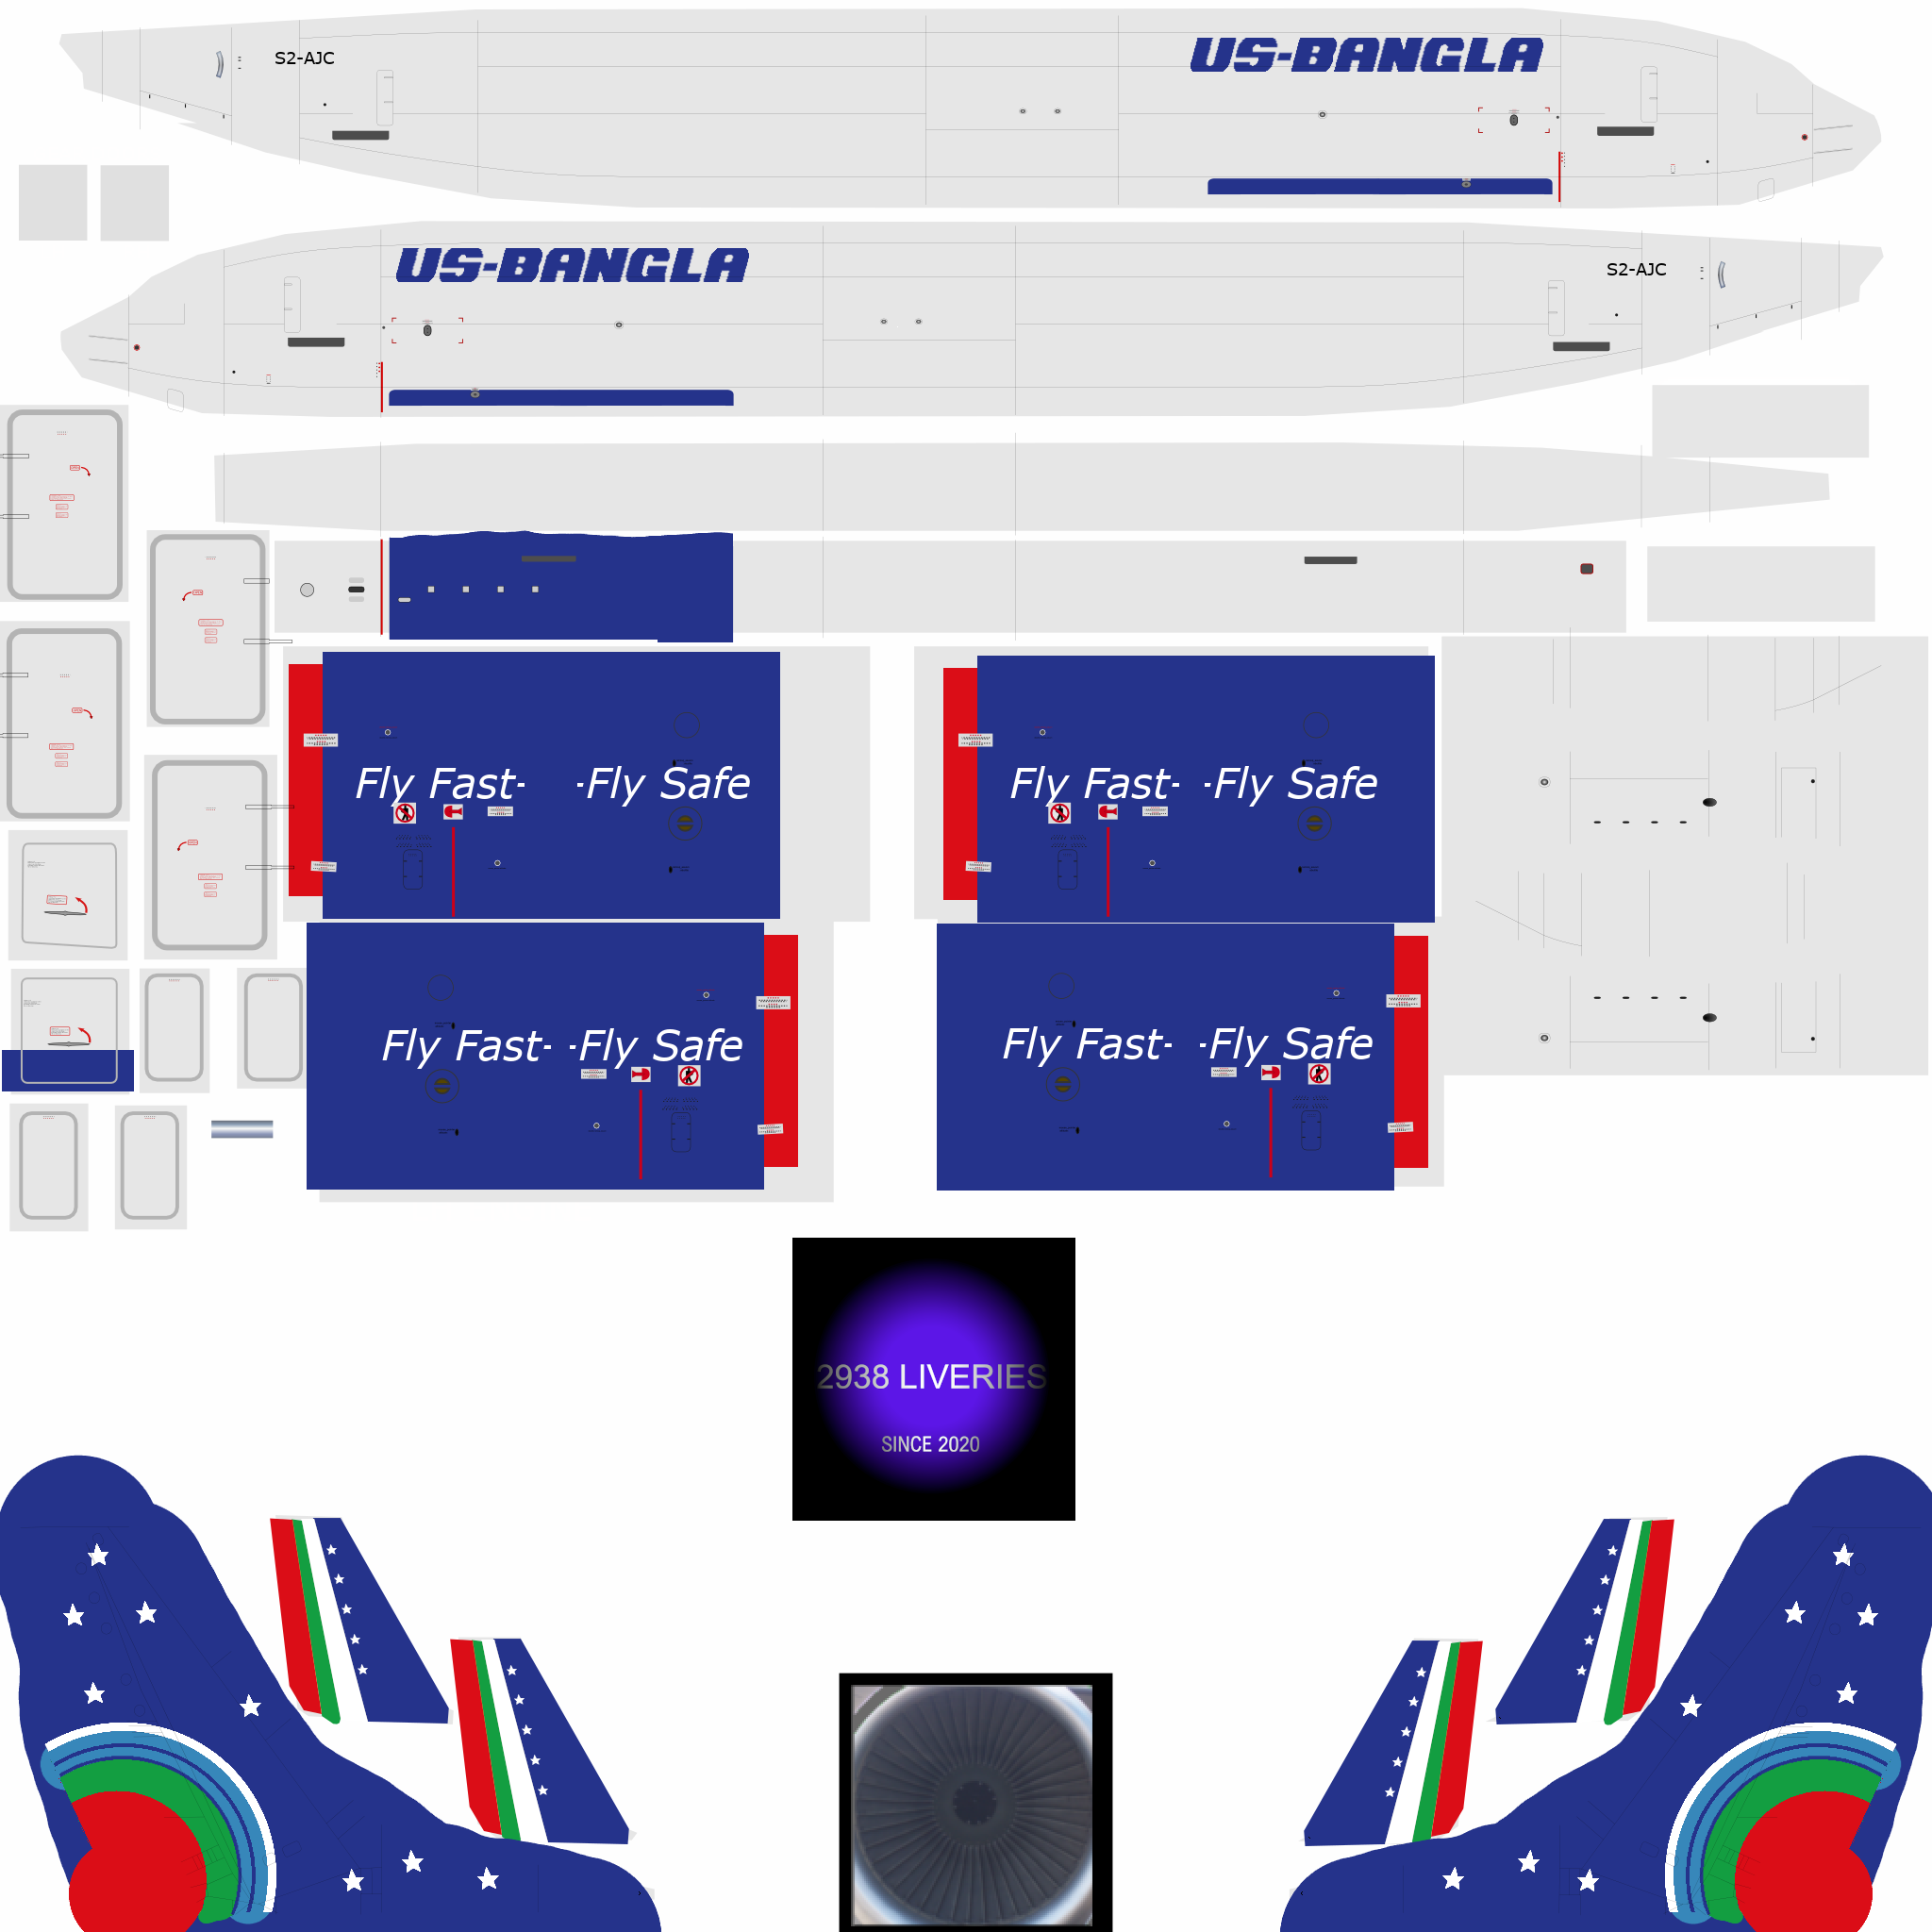 S2-AJC
US-BANGLA
US-BANGLA
S2-AJC
Fly Fast- -Fly Safe
Fly Fast- -Fly Safe
Fly Fast- -Fly Safe
Fly Fast- -Fly Safe
2938 LIVERIES
SINCE 2020